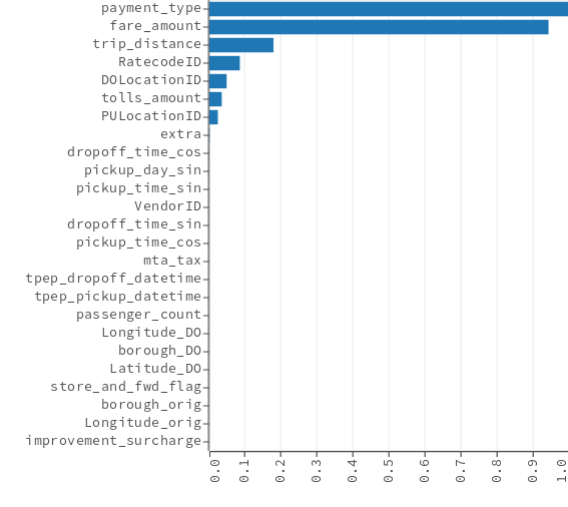 payment_type
fare_amount
trip_distance
RatecodeID
DOLocationID
tolls_amount
PULocationID
extra
dropoff_time_cos
pickup_day_sin
pickup_time_sin
VendorID
dropoff_time_sin
pickup_time_cos
mta_tax
tpep_dropoff_datetime
tpep_pickup_datetime
passenger_count
Longitude_DO
borough_DO
Latitude_DO
store_and_fwd_flag
borough_orig
Longitude_orig
improvement_surcharge
0.0 0.1 0.2 0.3 0.4 0.5 0.6 0.7 0.8 0.9 1.0